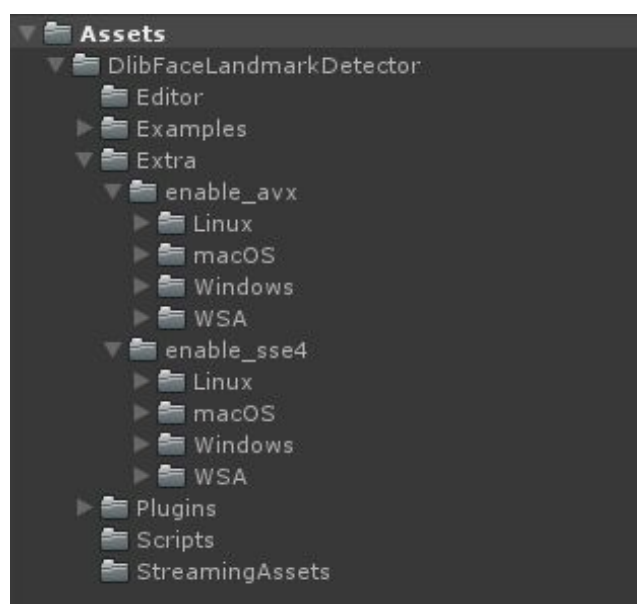 Assets
DlibFaceLandmarkDetector
Editor
Examples
Extra
enable_avx
Linux
macOS
Windows
WSA
enable_sse4
Linux
macOS
Windows
WSA
Plugins
Scripts
StreamingAssets